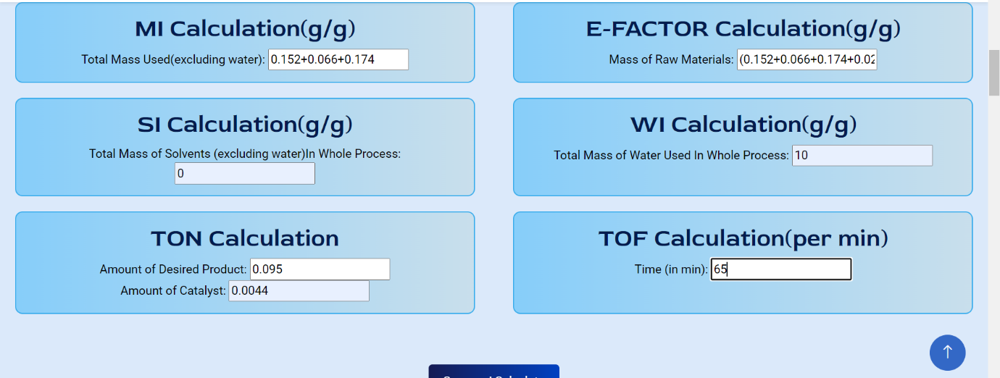 MI Calculation(g/g)
Total Mass Used(excluding water): 0.152+0.066+0.174
E-FACTOR Calculation(g/g)
Mass of Raw Materials: (0.152+0.066+0.174+0.02
SI Calculation(g/g)
Total Mass of Solvents (excluding water)In Whole Process:
0
WI Calculation(g/g)
Total Mass of Water Used In Whole Process: 10
TON Calculation
Amount of Desired Product: 0.095
Amount of Catalyst: 0.0044
TOF Calculation(per min)
Time (in min): 65